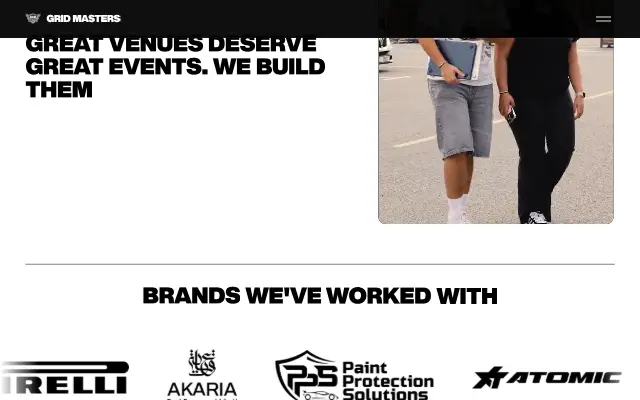 GRID MASTERS
GREAT VENUES DESERVE
GREAT EVENTS. WE BUILD
THEM
BRANDS WE'VE WORKED WITH
IRELLI
AKARIA
PPS Paint
Protection
Solutions
ATOMIC